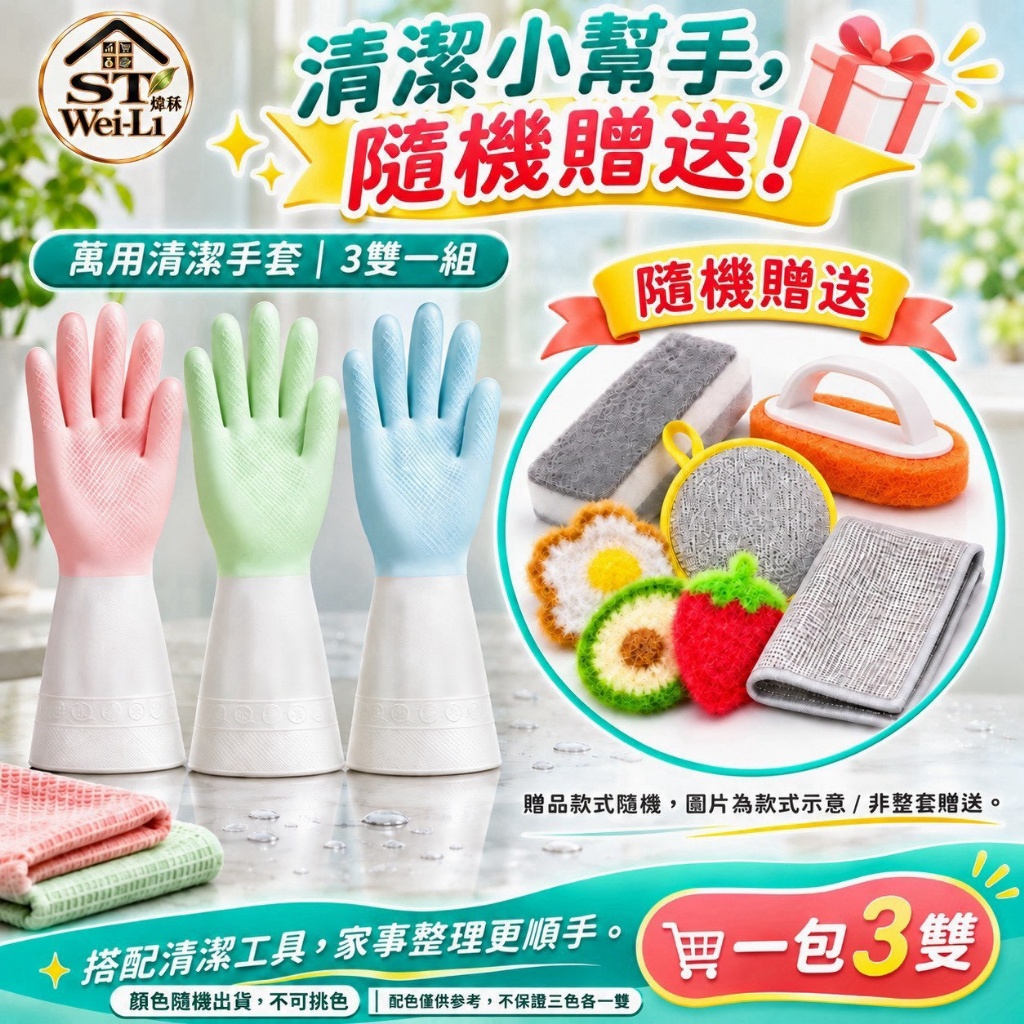 ST
煒秝
Wei-Li
清潔小幫手,
隨機贈送!
萬用清潔手套 | 3雙一組
隨機贈送
贈品款式隨機，圖片為款式示意 / 非整套贈送。
搭配清潔工具，家事整理更順手。
一包3雙
顏色隨機出貨，不可挑色 | 配色僅供參考，不保證三色各一雙